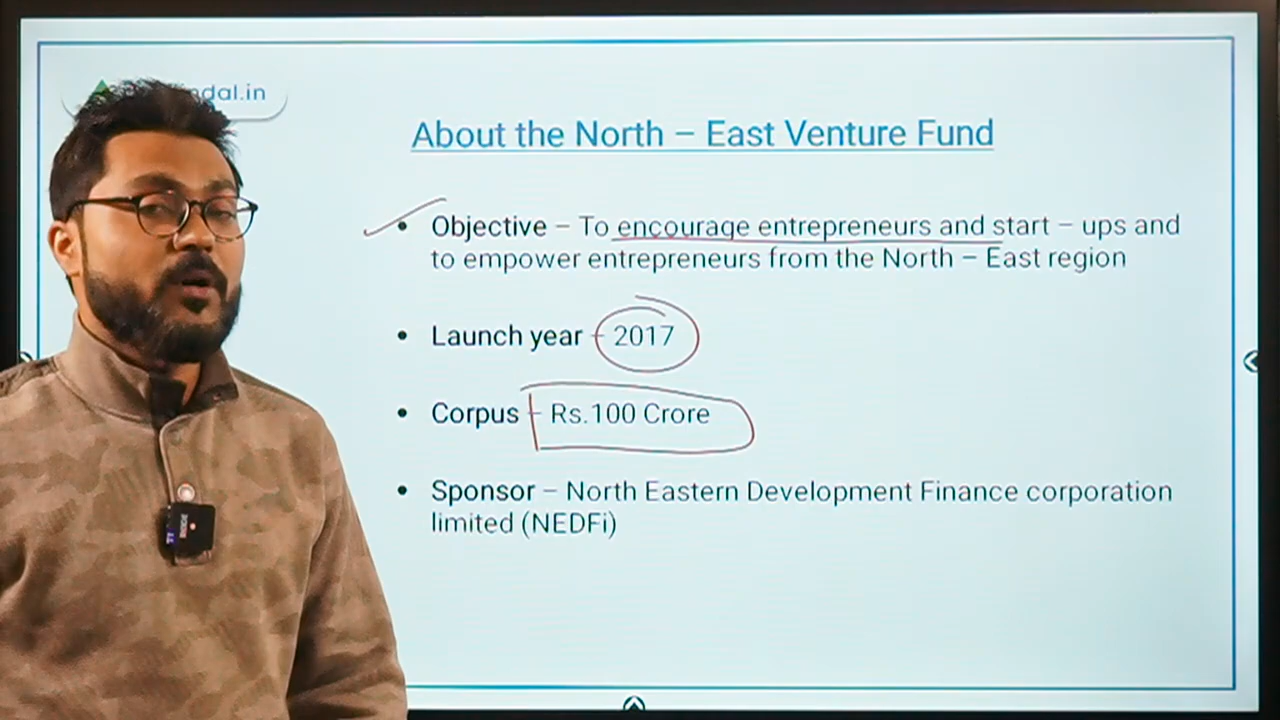 dal.in
About the North – East Venture Fund
• Objective – To encourage entrepreneurs and start – ups and
to empower entrepreneurs from the North – East region
• Launch year – 2017
• Corpus – Rs.100 Crore
• Sponsor – North Eastern Development Finance corporation
limited (NEDFi)